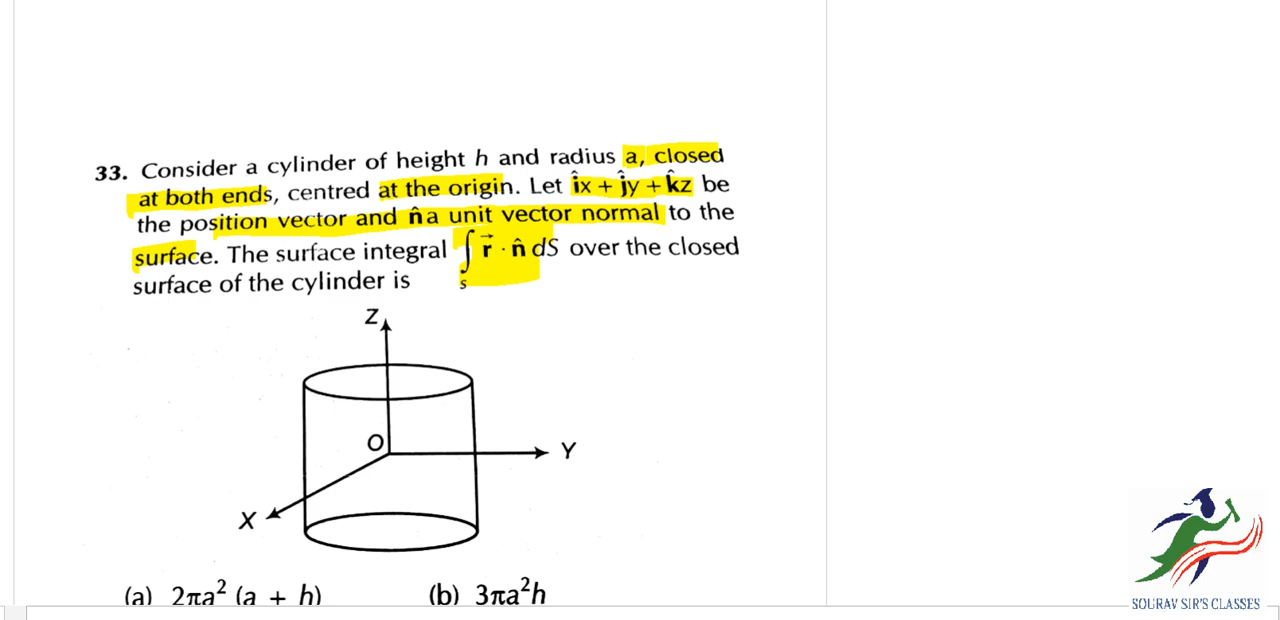 33. Consider a cylinder of height h and radius a, closed
at both ends, centred at the origin. Let îx + ĵy + k̂z be
the position vector and n̂ a unit vector normal to the
surface. The surface integral ∫ₛ r⃗ · n̂ dS over the closed
surface of the cylinder is
Z
O
Y
X
(a) 2πa² (a + h)
(b) 3πa²h
SOURAV SIR'S CLASSES